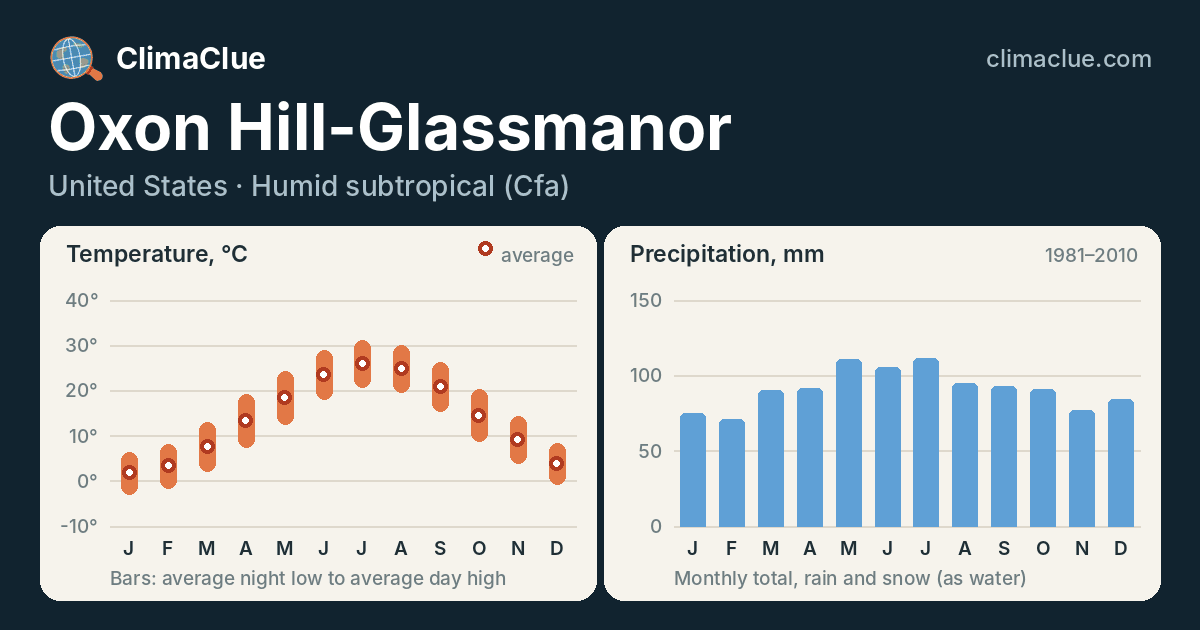 ClimaClue
climaclue.com
Oxon Hill-Glassmanor
United States · Humid subtropical (Cfa)
Temperature, °C
average
40°
30°
20°
10°
0°
-10°
J F M A M J J A S O N D
Bars: average night low to average day high
Precipitation, mm
1981–2010
150
100
50
0
J F M A M J J A S O N D
Monthly total, rain and snow (as water)